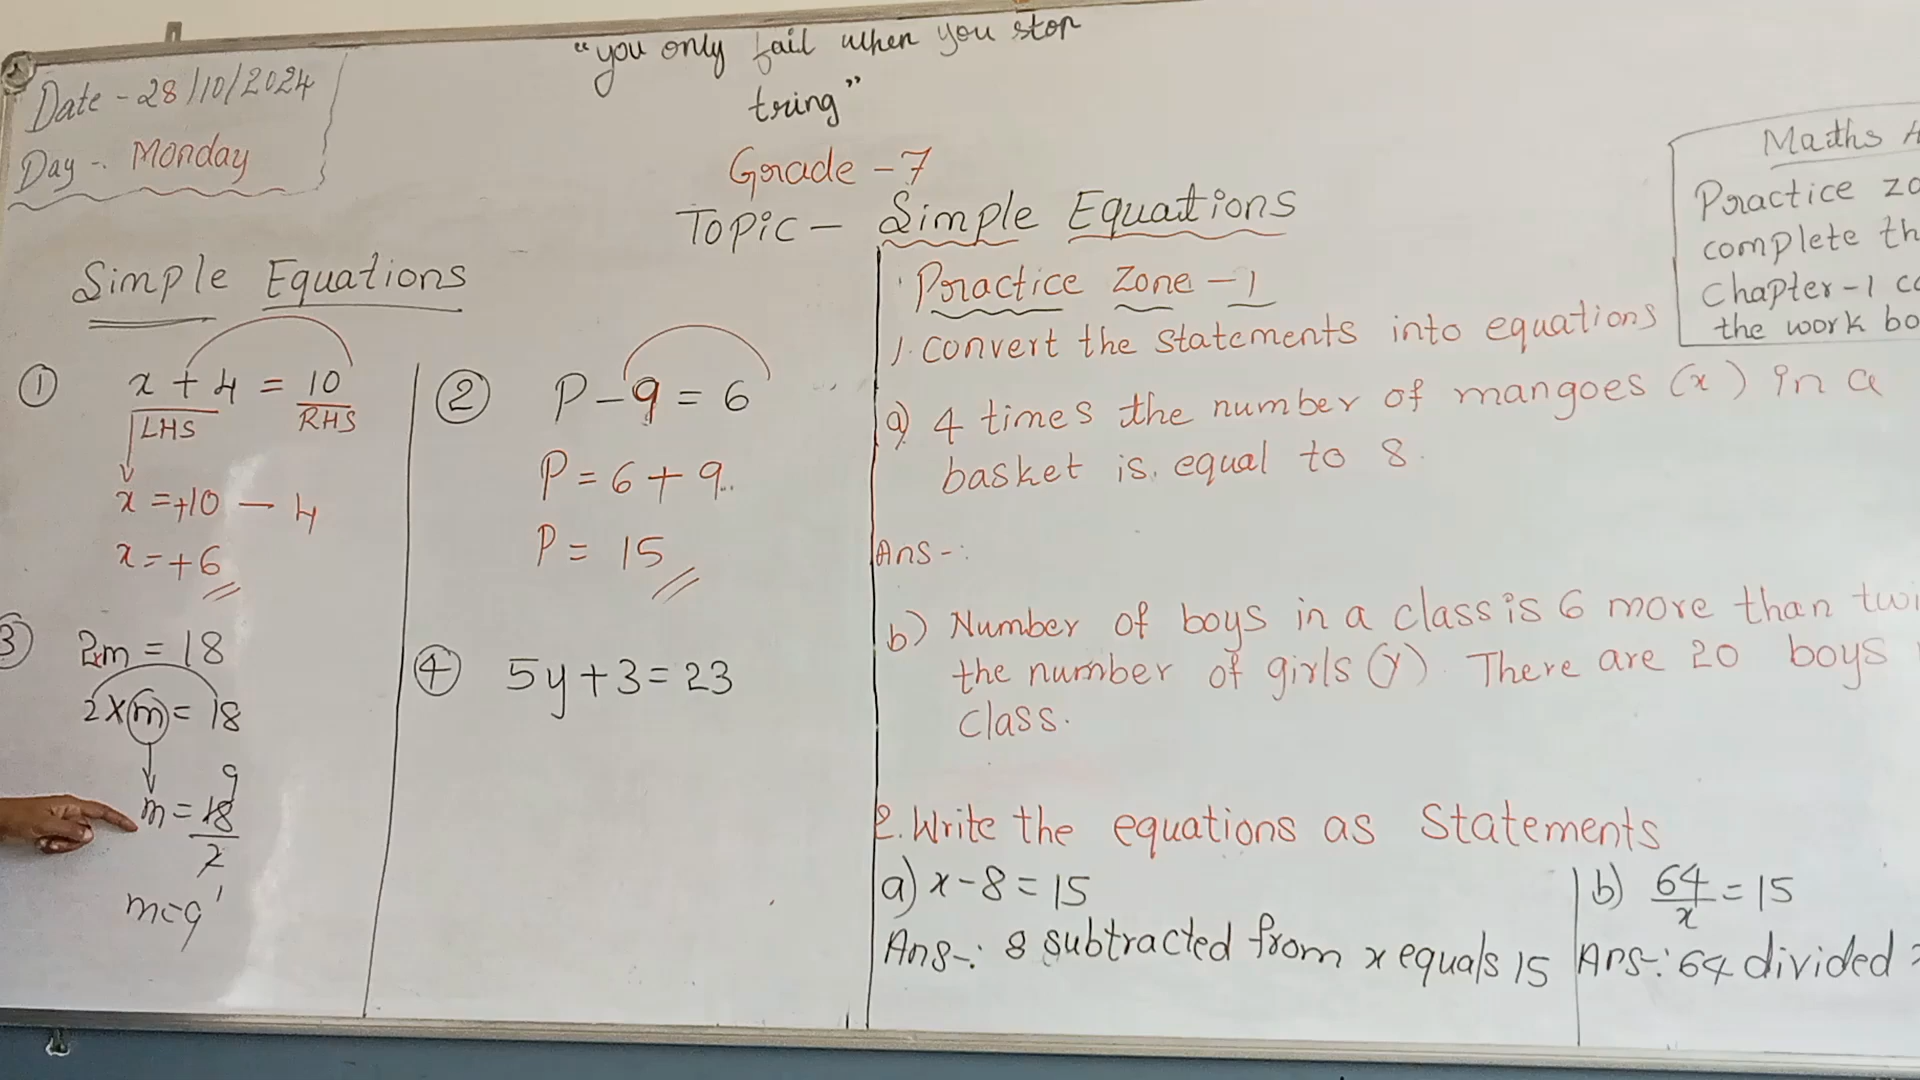 Date - 28/10/2024
Day -. Monday
"you only fail when you stop
tring"
Grade - 7
Topic - Simple Equations
Maths
Practice
complete
Chapter-1
the work
Simple Equations
① x + 4 = 10
LHS RHS
x = +10 - 4
x = +6
② P - 9 = 6
P = 6 + 9
P = 15
③ 2m = 18
2 x m = 18
9
m = 18
2
1
m = 9
④ 5y + 3 = 23
Practice Zone - 1
1. Convert the statements into equations
a) 4 times the number of mangoes (x) in a
basket is equal to 8.
Ans -:
b) Number of boys in a class is 6 more than
the number of girls (y). There are 20 boys
class.
2. Write the equations as Statements
a) x - 8 = 15
Ans-: 8 subtracted from x equals 15
b) 64/x = 15
Ans-: 64 divided